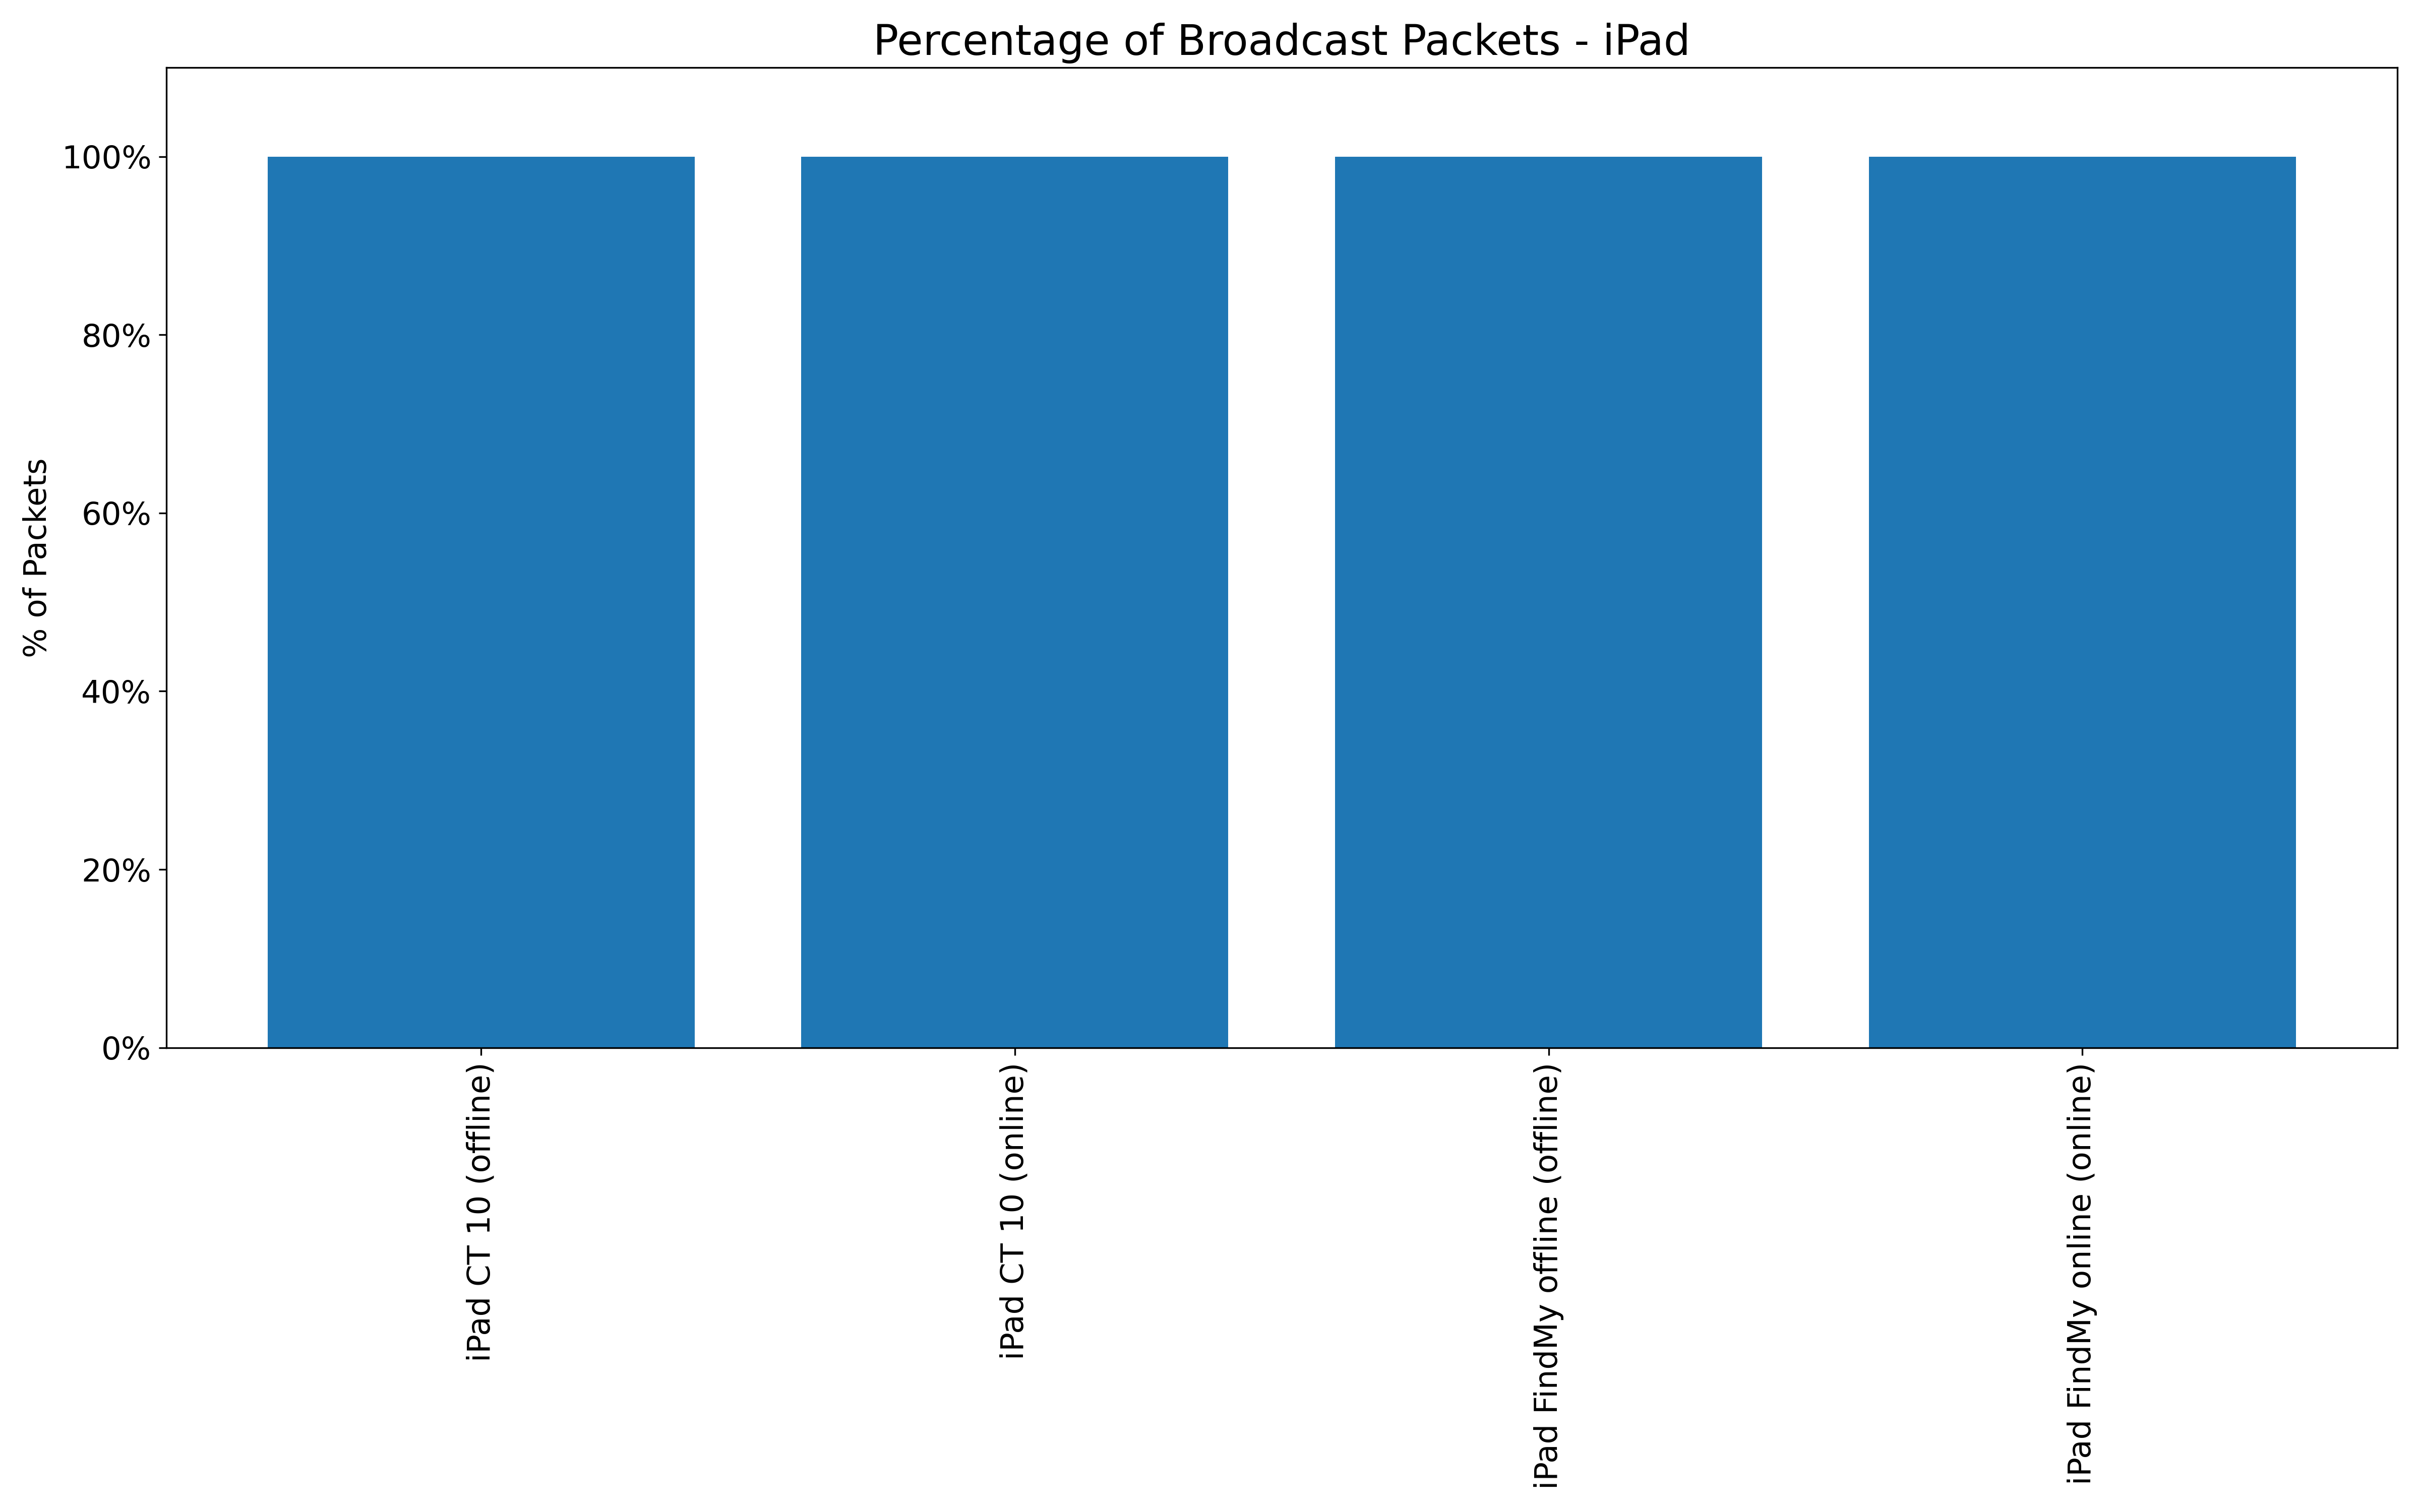 Percentage of Broadcast Packets - iPad
% of Packets
100%
80%
60%
40%
20%
0%
iPad CT 10 (offline)
iPad CT 10 (online)
iPad FindMy offline (offline)
iPad FindMy online (online)